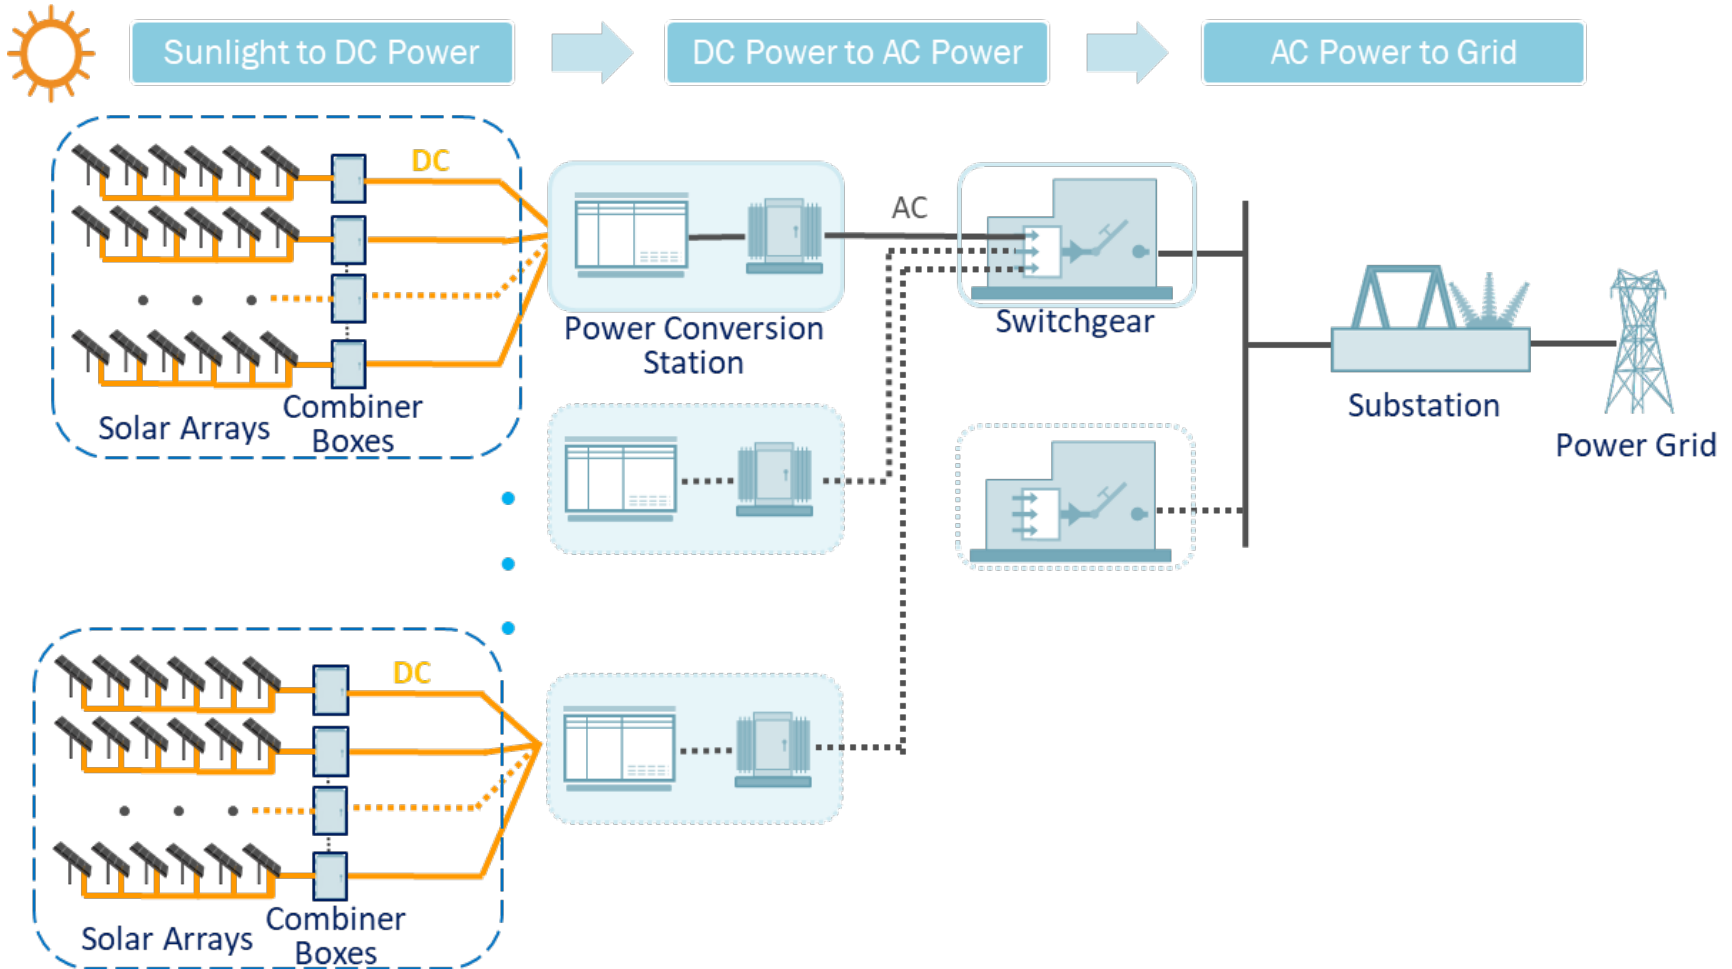 Sunlight to DC Power
DC Power to AC Power
AC Power to Grid
DC
AC
Power Conversion
Station
Switchgear
Combiner
Boxes
Solar Arrays
Substation
Power Grid
DC
Combiner
Boxes
Solar Arrays